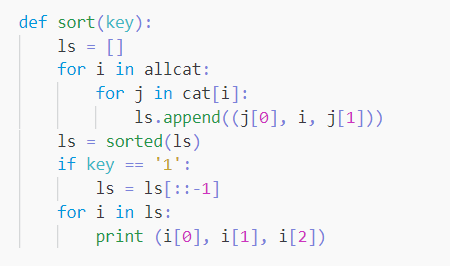 def sort(key):
    ls = []
    for i in allcat:
        for j in cat[i]:
            ls.append((j[0], i, j[1]))
    ls = sorted(ls)
    if key == '1':
        ls = ls[::-1]
    for i in ls:
        print (i[0], i[1], i[2])